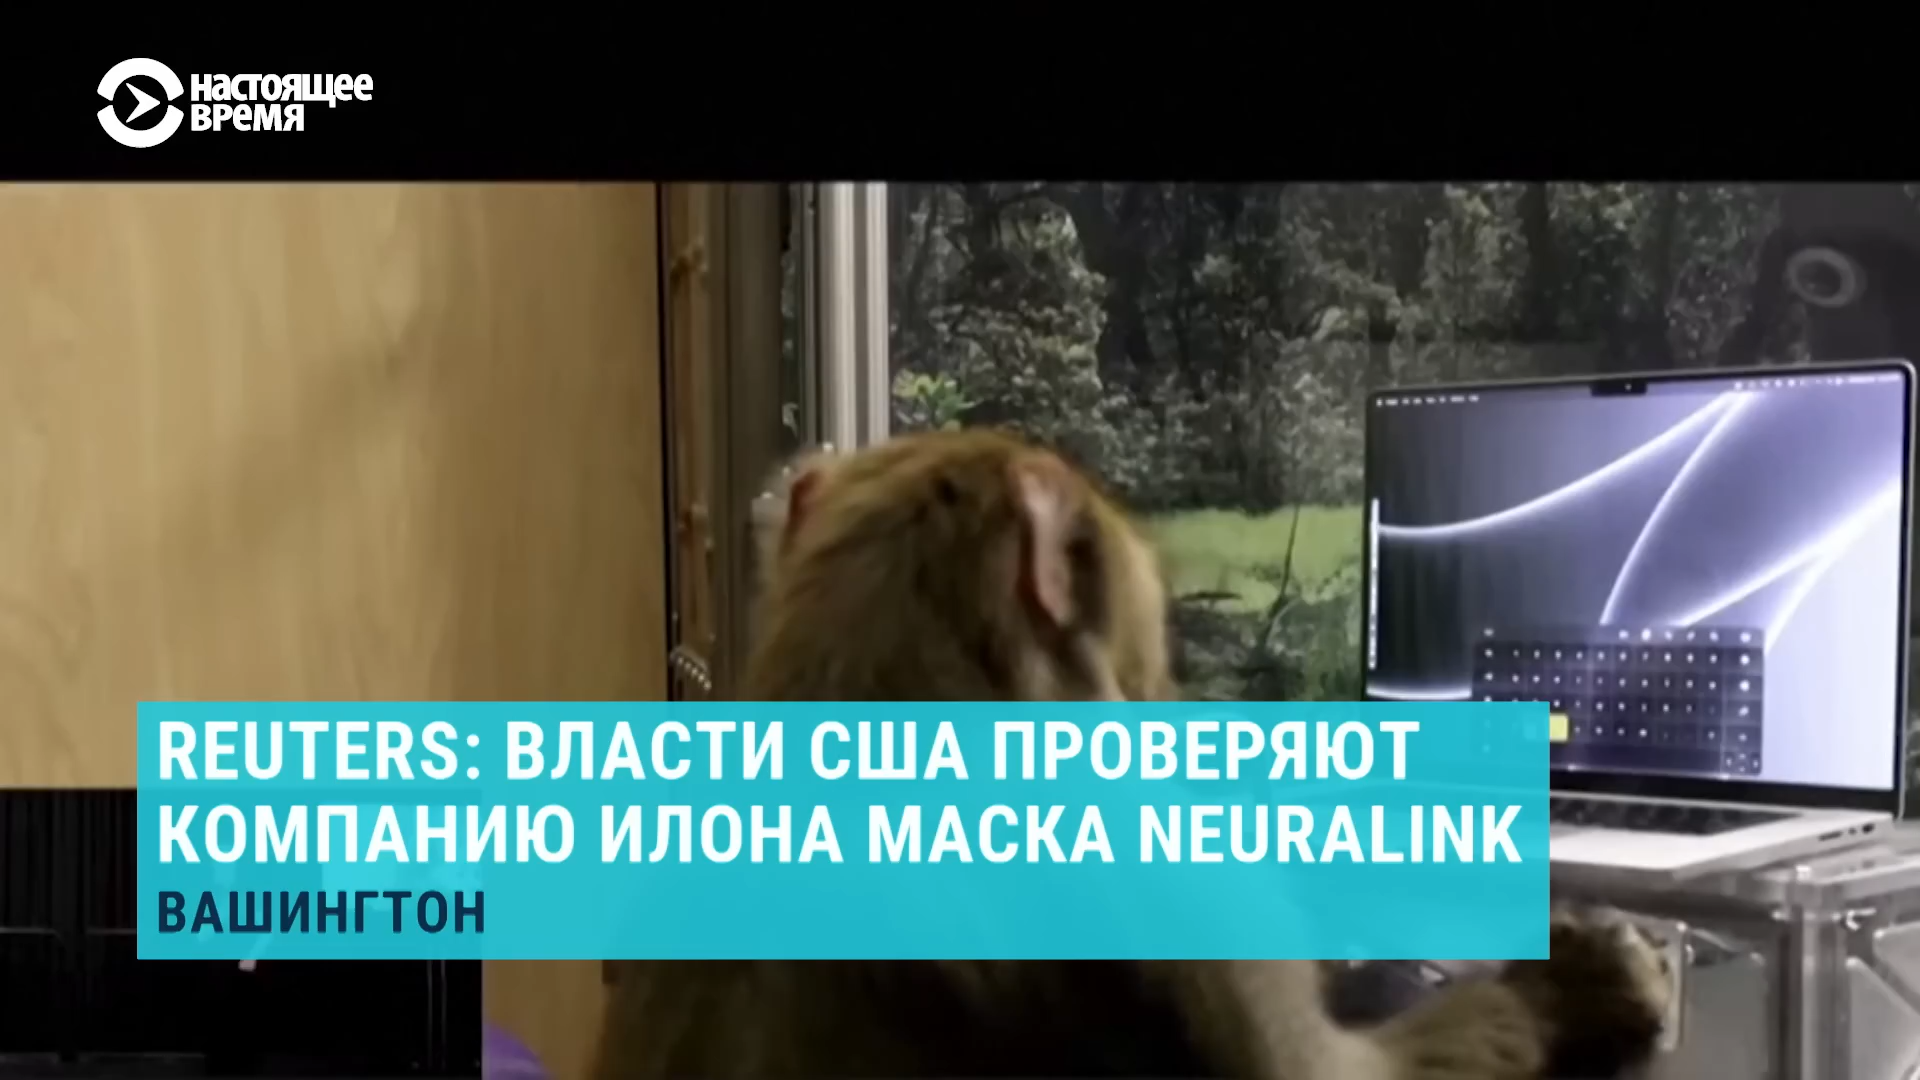 НАСТОЯЩЕЕ
ВРЕМЯ
REUTERS: ВЛАСТИ США ПРОВЕРЯЮТ
КОМПАНИЮ ИЛОНА МАСКА NEURALINK
ВАШИНГТОН